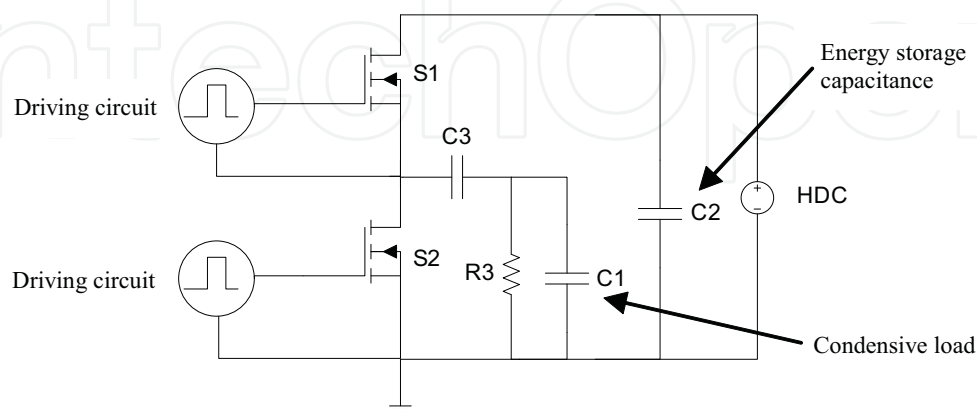 Energy storage
capacitance
S1
Driving circuit
C3
HDC
C2
S2
Driving circuit
R3
C1
Condensive load